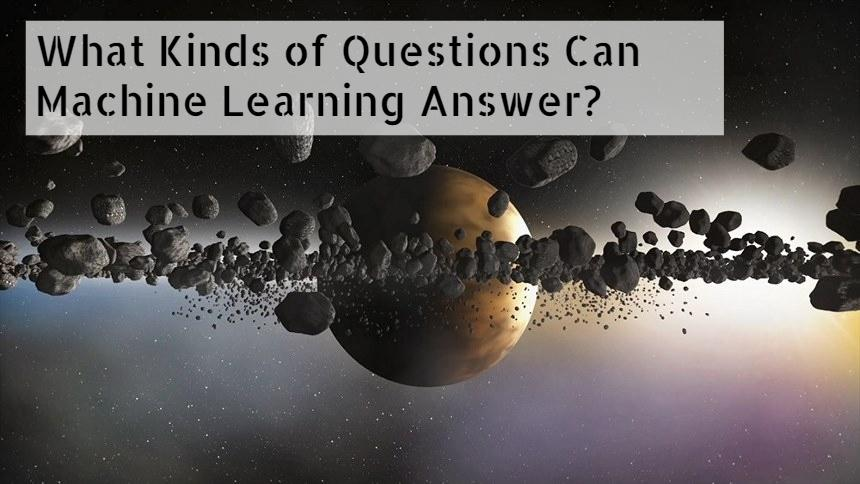 What Kinds of Questions Can
Machine Learning Answer?